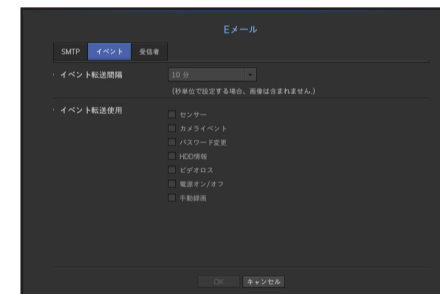 Eメール
SMTP イベント 受信者
イベント転送間隔 10 分
(秒単位で設定する場合、画像は含まれません.)
イベント転送使用
センサー
カメライベント
パスワード変更
HDD情報
ビデオロス
電源オン/オフ
手動録画
OK キャンセル